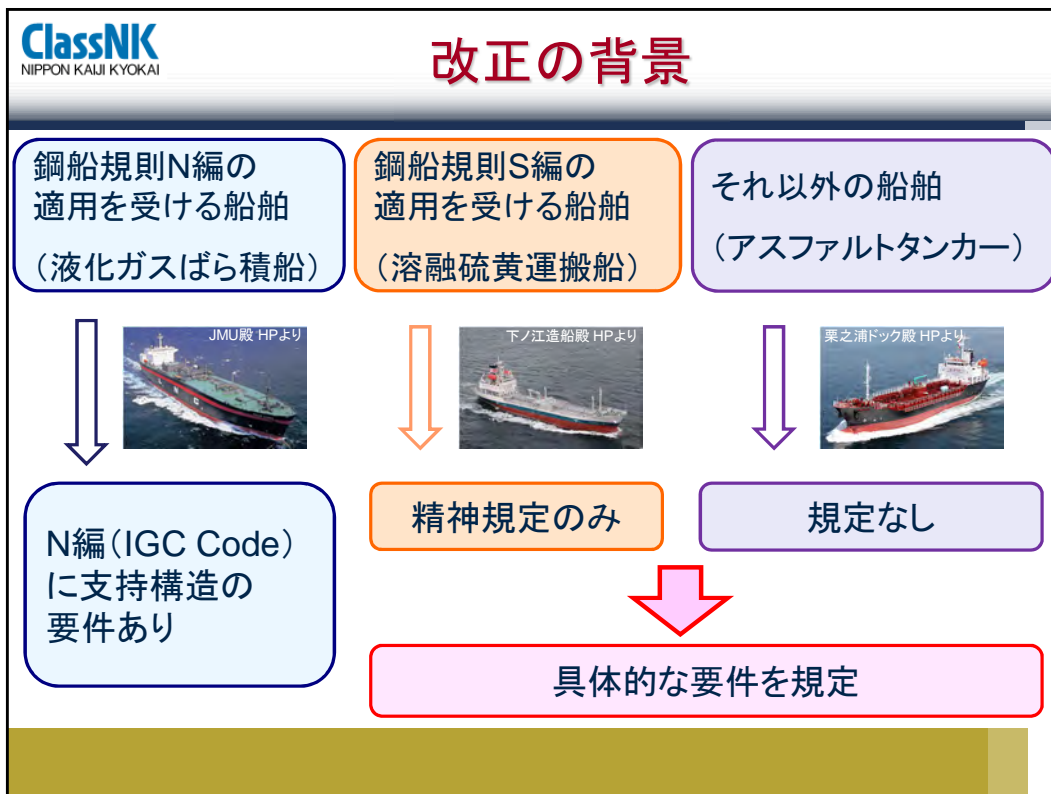 ClassNK
NIPPON KAIJI KYOKAI
改正の背景
鋼船規則N編の
適用を受ける船舶
(液化ガスばら積船)
鋼船規則S編の
適用を受ける船舶
(溶融硫黄運搬船)
それ以外の船舶
(アスファルトタンカー)
JMU殿 HPより
下ノ江造船殿 HPより
栗之浦ドック殿 HPより
N編(IGC Code)
に支持構造の
要件あり
精神規定のみ
規定なし
具体的な要件を規定